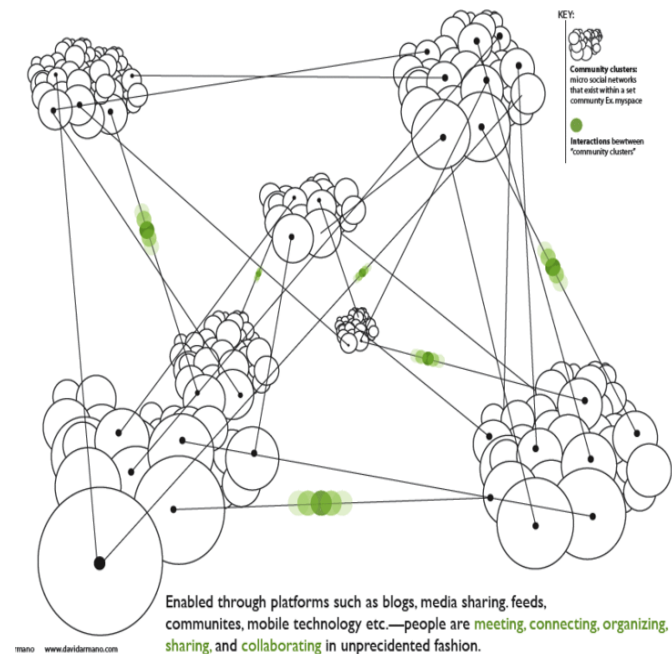 KEY:
Community clusters:
micro social networks
that exist within a set
communty Ex. myspace
Interactions bewtween
"community clusters"
Enabled through platforms such as blogs, media sharing. feeds,
communites, mobile technology etc.—people are meeting, connecting, organizing,
sharing, and collaborating in unprecidented fashion.
rmano www.davidarmano.com